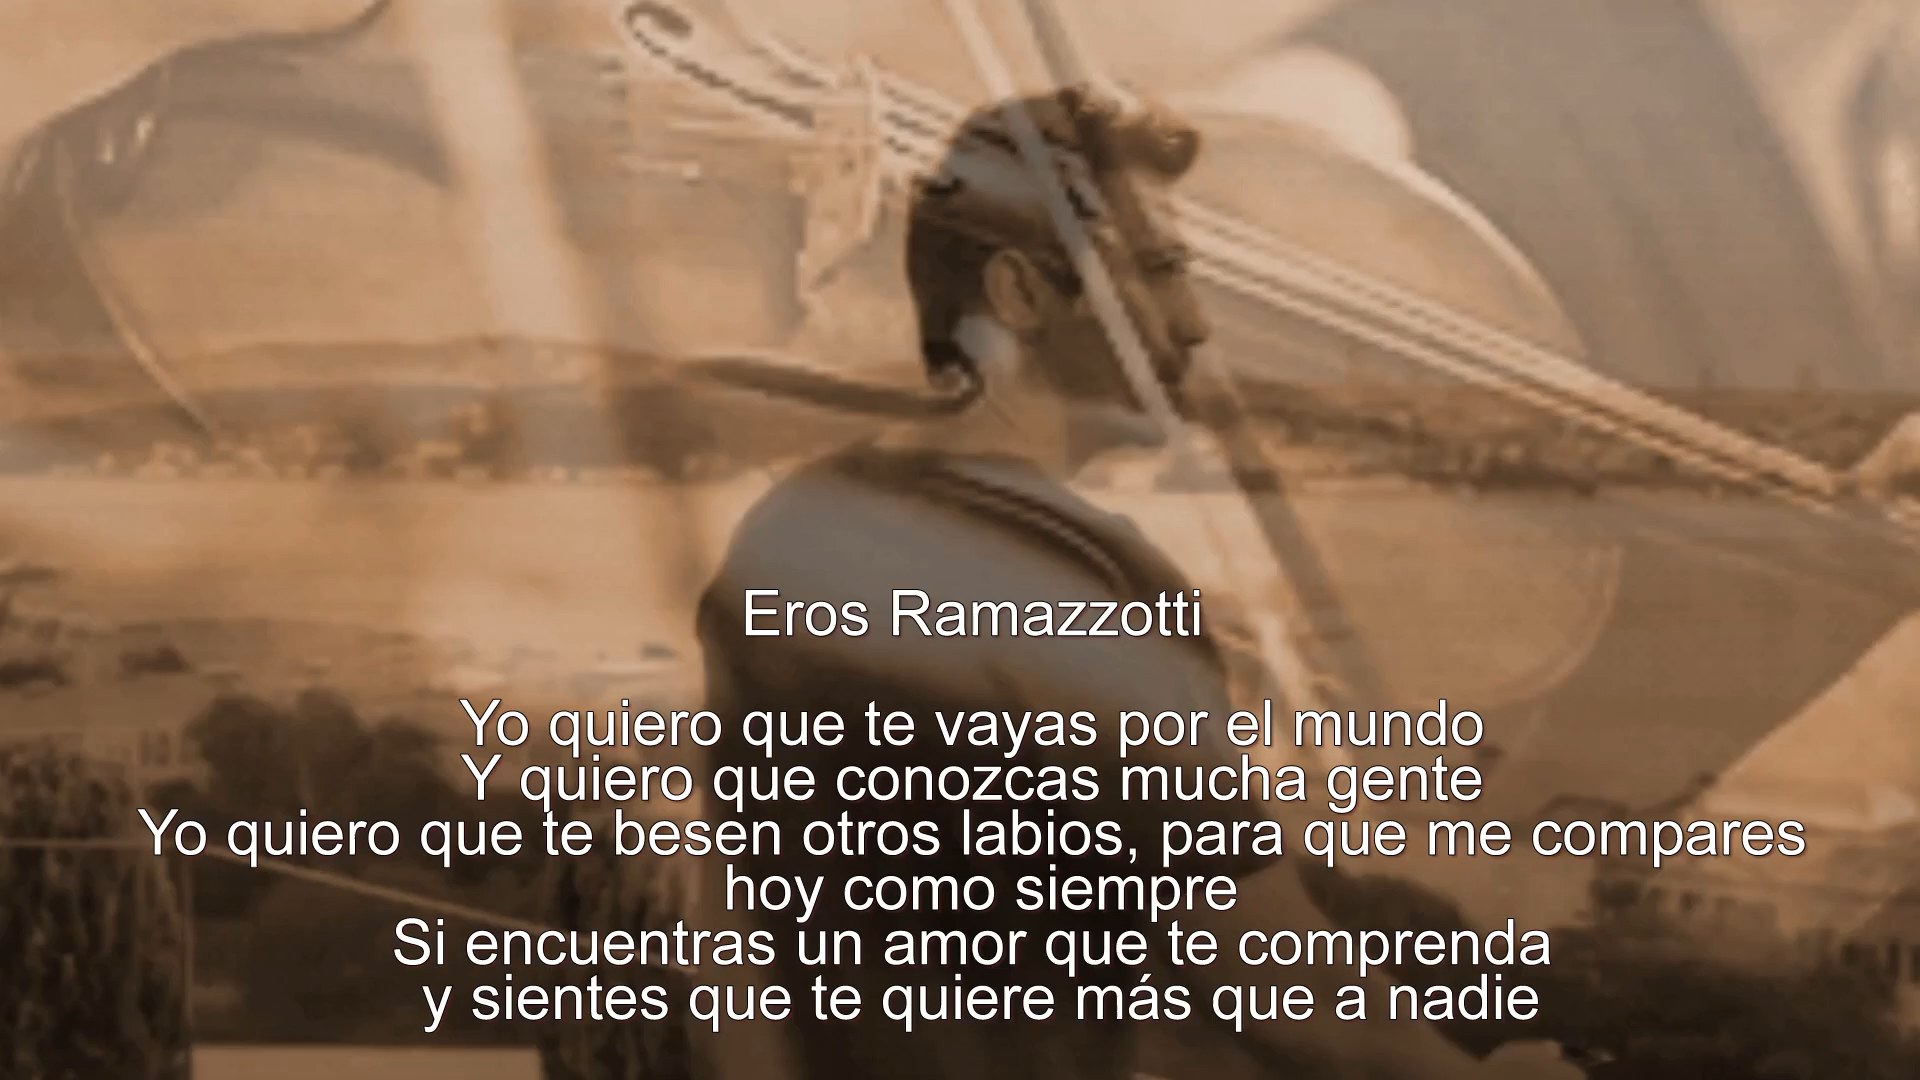 Eros Ramazzotti
Yo quiero que te vayas por el mundo
Y quiero que conozcas mucha gente
Yo quiero que te besen otros labios, para que me compares
hoy como siempre
Si encuentras un amor que te comprenda
y sientes que te quiere más que a nadie